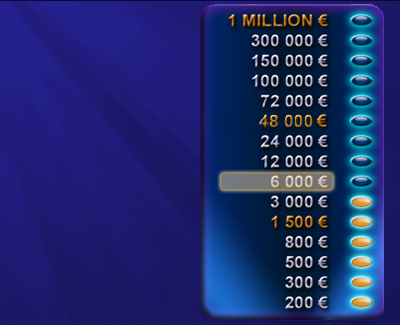 1 MILLION €
300 000 €
150 000 €
100 000 €
72 000 €
48 000 €
24 000 €
12 000 €
6 000 €
3 000 €
1 500 €
800 €
500 €
300 €
200 €